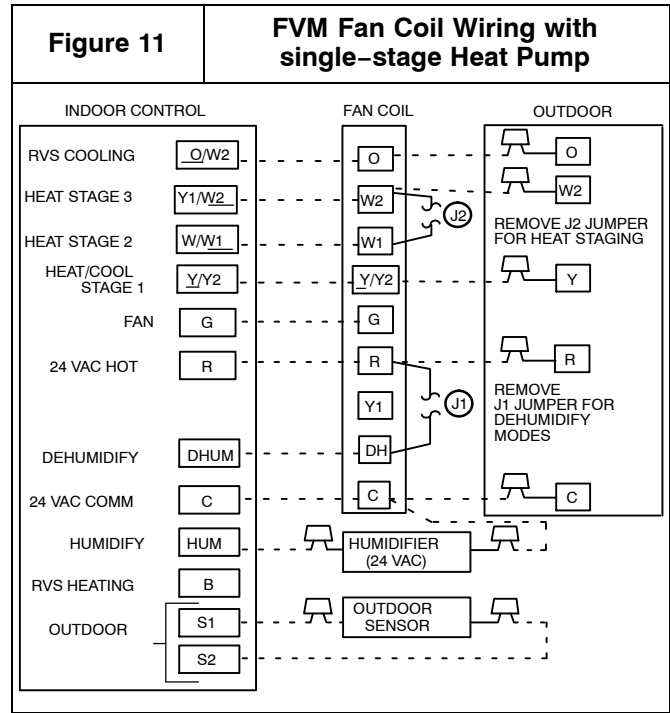 Figure 11
FVM Fan Coil Wiring with
single−stage Heat Pump
INDOOR CONTROL FAN COIL OUTDOOR
RVS COOLING O/W2 O O
HEAT STAGE 3 Y1/W2 W2 W2
J2
REMOVE J2 JUMPER
FOR HEAT STAGING
HEAT STAGE 2 W/W1 W1
HEAT/COOL
STAGE 1 Y/Y2 Y/Y2 Y
FAN G G
24 VAC HOT R R R
Y1 J1
REMOVE
J1 JUMPER FOR
DEHUMIDIFY
MODES
DEHUMIDIFY DHUM DH
24 VAC COMM C C C
HUMIDIFY HUM HUMIDIFIER
(24 VAC)
RVS HEATING B
OUTDOOR S1 OUTDOOR
SENSOR
S2